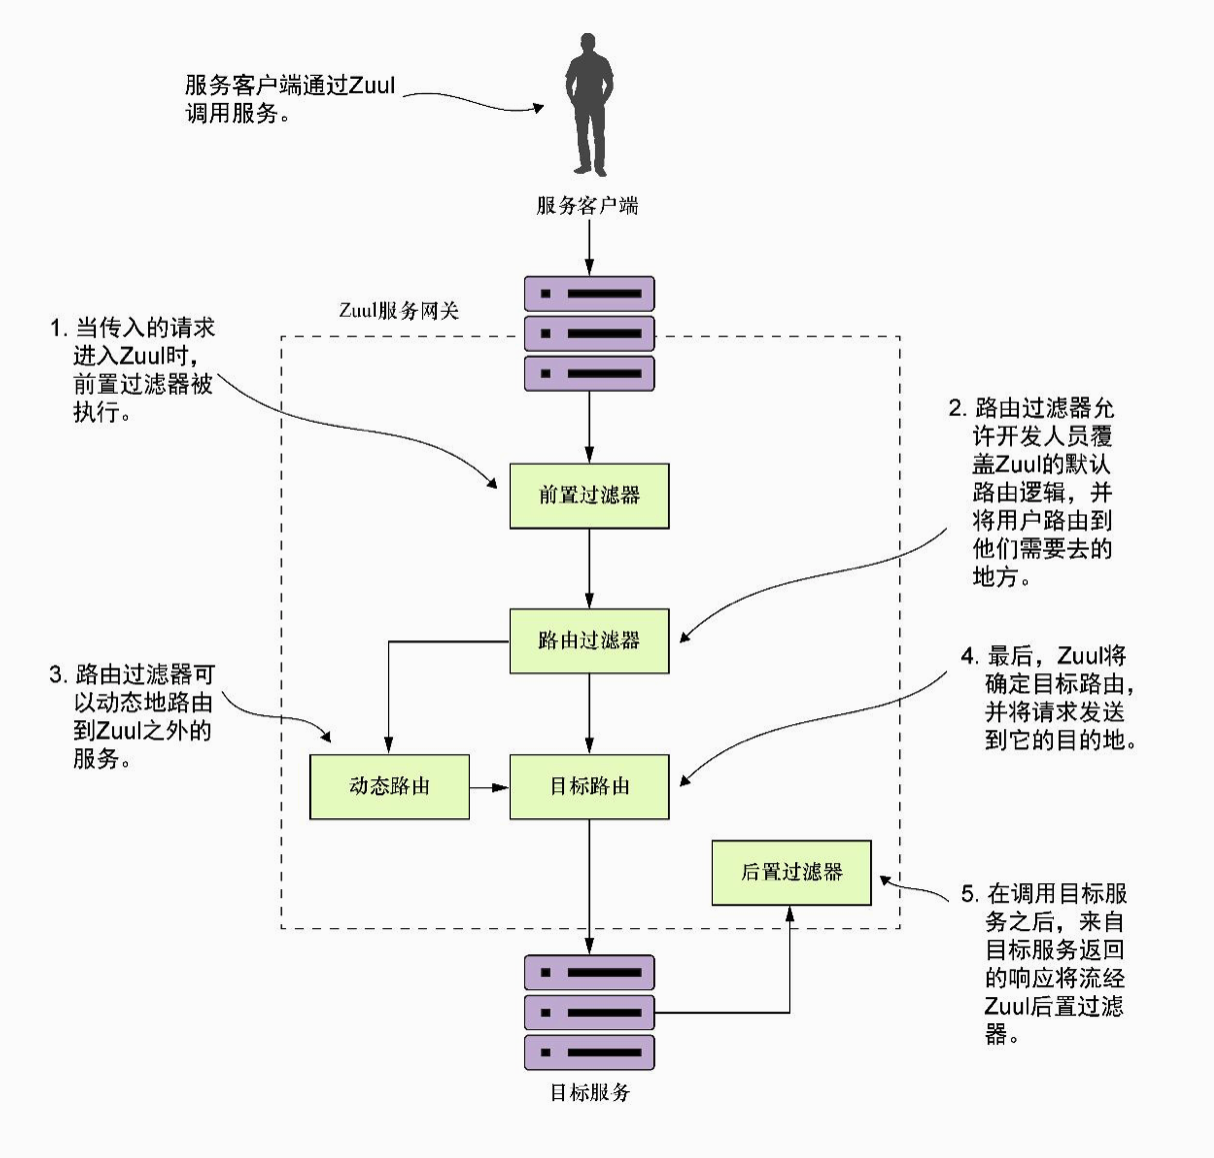 服务客户端通过Zuul
调用服务。
服务客户端
Zuul服务网关
1. 当传入的请求
进入Zuul时，
前置过滤器被
执行。
前置过滤器
2. 路由过滤器允
许开发人员覆
盖Zuul的默认
路由逻辑，并
将用户路由到
他们需要去的
地方。
路由过滤器
3. 路由过滤器可
以动态地路由
到Zuul之外的
服务。
4. 最后，Zuul将
确定目标路由，
并将请求发送
到它的目的地。
动态路由
目标路由
后置过滤器
5. 在调用目标服
务之后，来自
目标服务返回
的响应将流经
Zuul后置过滤
器。
目标服务